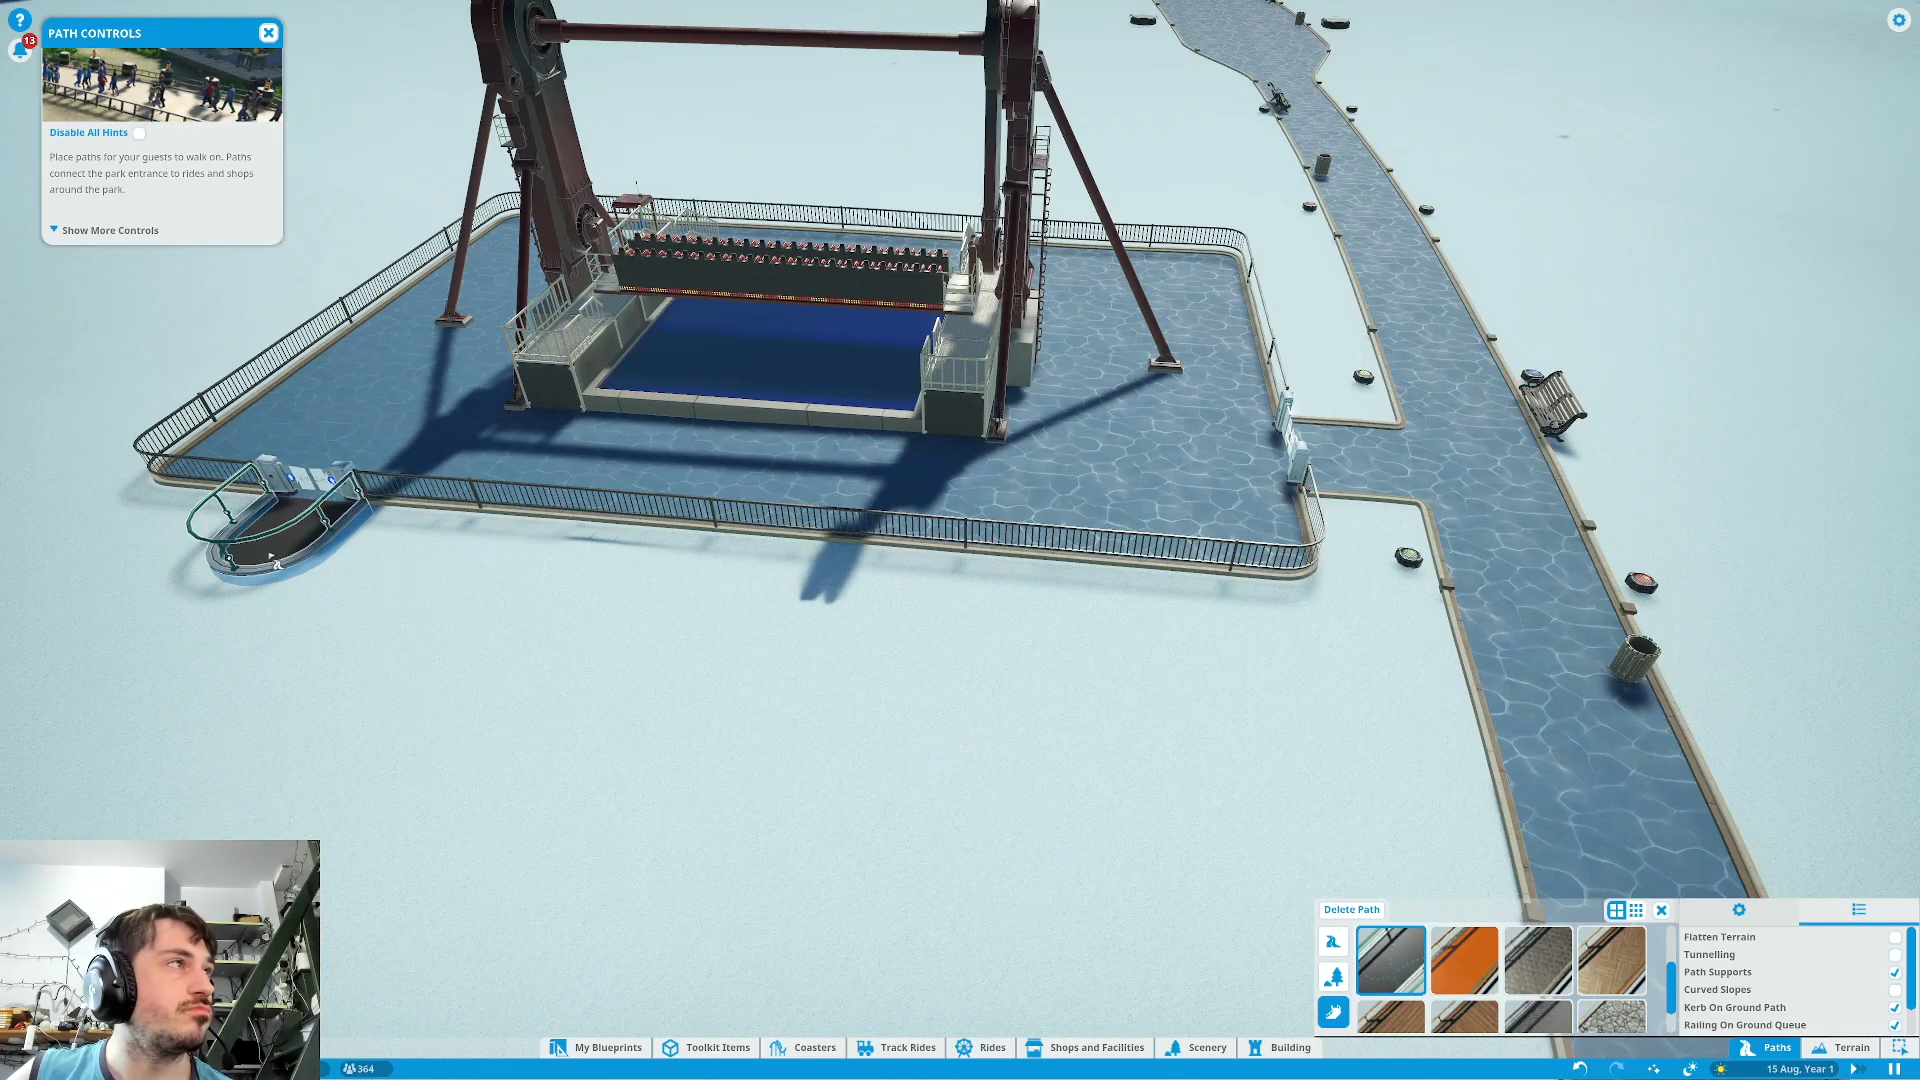 ?
13
PATH CONTROLS
Disable All Hints
Place paths for your guests to walk on. Paths
connect the park entrance to rides and shops
around the park.
Show More Controls
Delete Path
Flatten Terrain
Tunnelling
Path Supports
Curved Slopes
Kerb On Ground Path
Railing On Ground Queue
My Blueprints
Toolkit Items
Coasters
Track Rides
Rides
Shops and Facilities
Scenery
Building
Paths
Terrain
364
15 Aug, Year 1